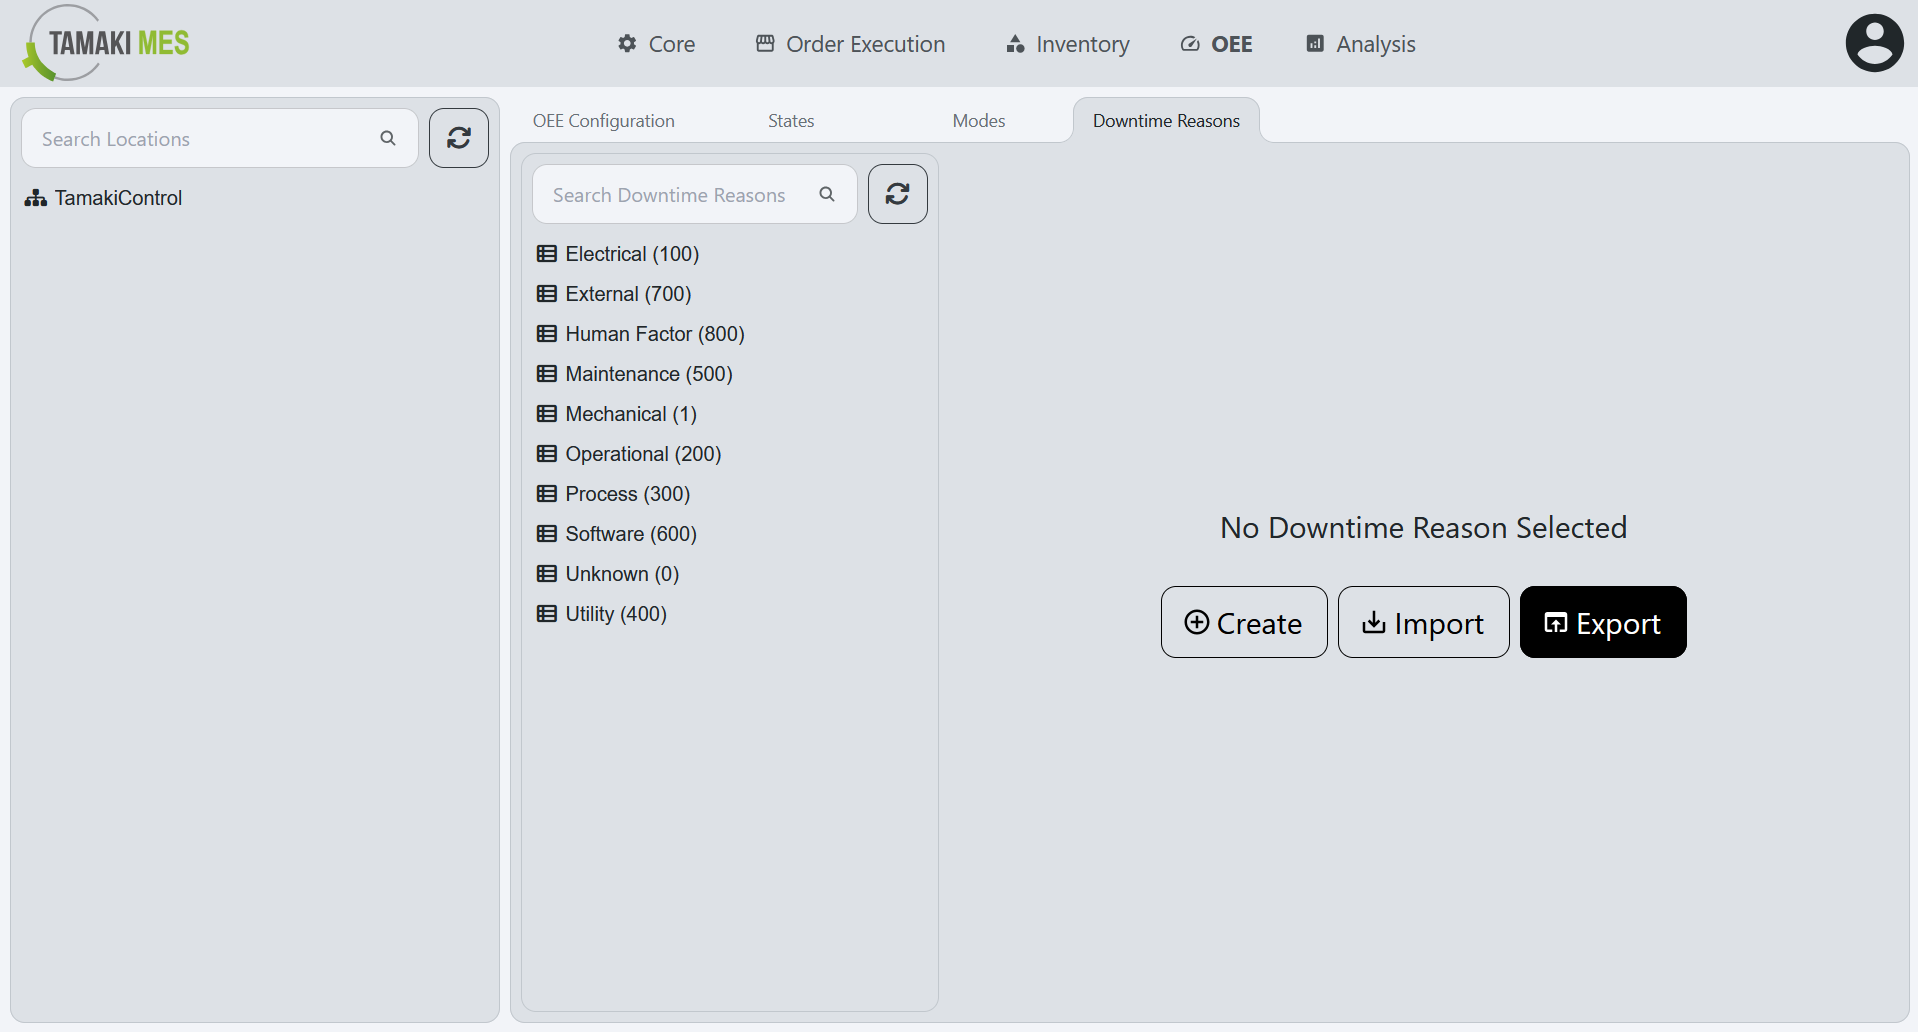 TAMAKI MES
Core
Order Execution
Inventory
OEE
Analysis
Search Locations
TamakiControl
OEE Configuration
States
Modes
Downtime Reasons
Search Downtime Reasons
Electrical (100)
External (700)
Human Factor (800)
Maintenance (500)
Mechanical (1)
Operational (200)
Process (300)
Software (600)
Unknown (0)
Utility (400)
No Downtime Reason Selected
Create
Import
Export